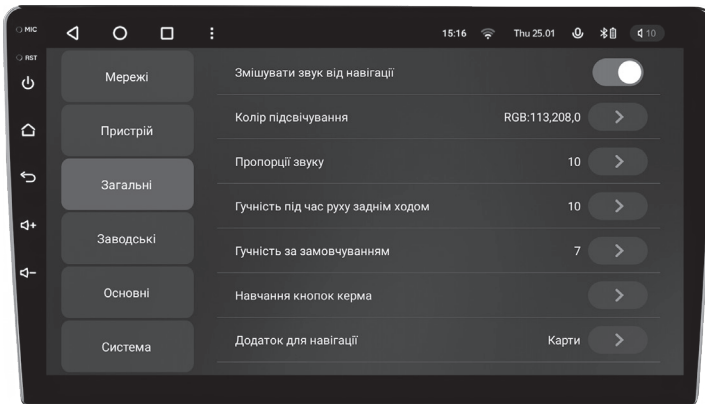 MIC
15:16
Thu 25.01
10
RST
Мережі
Змішувати звук від навігації
Колір підсвічування
RGB:113,208,0
Пристрій
Пропорції звуку
10
Загальні
Гучність під час руху заднім ходом
10
Заводські
Гучність за замовчуванням
7
Основні
Навчання кнопок керма
Система
Додаток для навігації
Карти